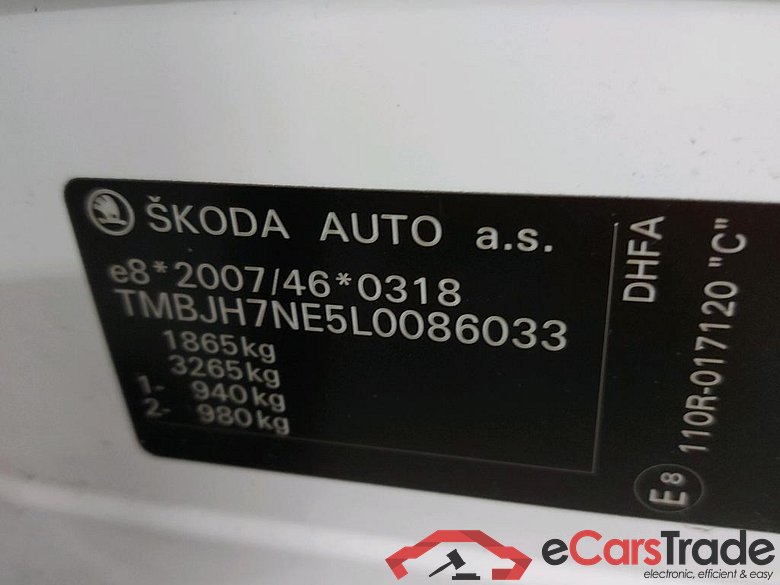 ŠKODA AUTO a.s.
e8*2007/46*0318
TMBJH7NE5L0086033
1865kg
3265kg
1- 940kg
2- 980kg
DHFA
110R-017120 "C"
E 8
eCarsTrade
electronic, efficient & easy